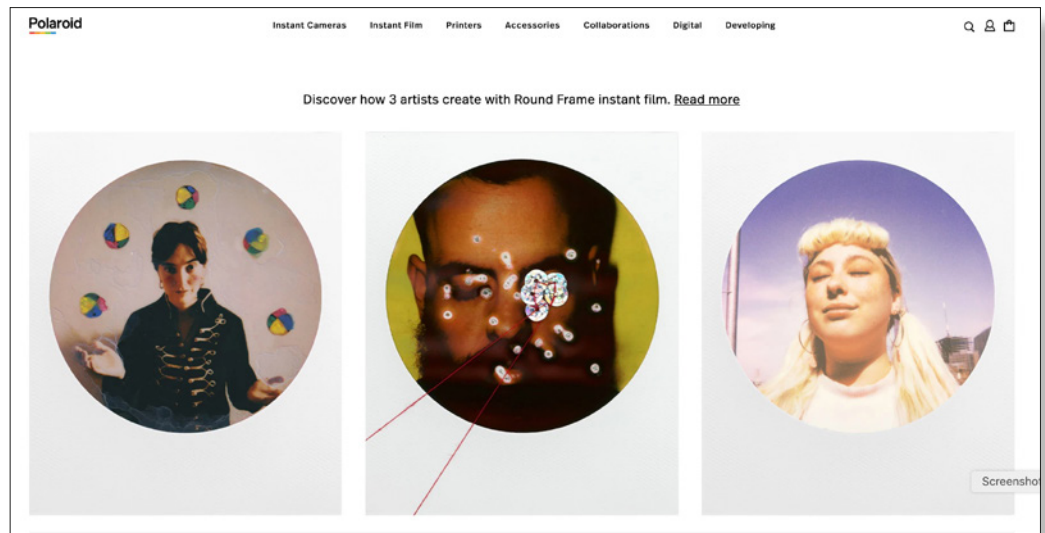 Polaroid
Instant Cameras Instant Film Printers Accessories Collaborations Digital Developing
Discover how 3 artists create with Round Frame instant film. Read more